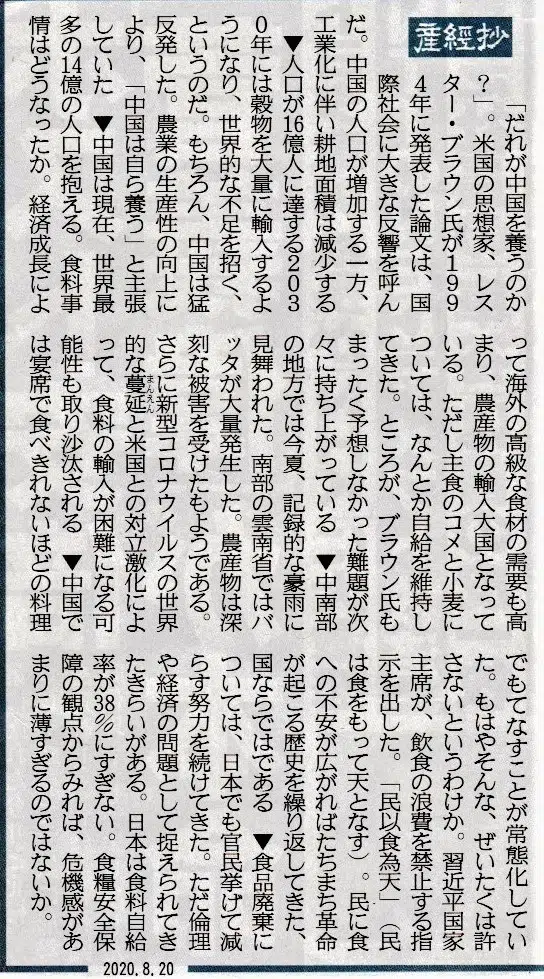 産經抄
「だれが中国を養うのか
?」。米国の思想家、レス
ター・ブラウン氏が199
4年に発表した論文は、国
際社会に大きな反響を呼ん
だ。中国の人口が増加する一方、
工業化に伴い耕地面積は減少する
▼人口が16億人に達する203
0年には穀物を大量に輸入するよ
うになり、世界的な不足を招く、
というのだ。もちろん、中国は猛
反発した。農業の生産性の向上に
より、「中国は自ら養う」と主張
していた ▼中国は現在、世界最
多の14億の人口を抱える。食料事
情はどうなったか。経済成長によ
って海外の高級な食材の需要も高
まり、農産物の輸入大国となって
いる。ただし主食のコメと小麦に
ついては、なんとか自給を維持し
てきた。ところが、ブラウン氏も
まったく予想しなかった難題が次
々に持ち上がっている ▼中南部
の地方では今夏、記録的な豪雨に
見舞われた。南部の雲南省ではバ
ッタが大量発生した。農産物は深
刻な被害を受けたもようである。
さらに新型コロナウイルスの世界
的な蔓延と米国との対立激化によ
まんえん
って、食料の輸入が困難になる可
能性も取り沙汰される ▼中国で
は宴席で食べきれないほどの料理
でもてなすことが常態化してい
た。もはやそんな、ぜいたくは許
さないというわけか。習近平国家
主席が、飲食の浪費を禁止する指
示を出した。「民以食為天」(民
は食をもって天となす)。民に食
への不安が広がればたちまち革命
が起こる歴史を繰り返してきた、
国ならではである ▼食品廃棄に
ついては、日本でも官民挙げて減
らす努力を続けてきた。ただ倫理
や経済の問題として捉えられてき
たきらいがある。日本は食料自給
率が38%にすぎない。食糧安全保
障の観点からみれば、危機感があ
まりに薄すぎるのではないか。
2020.8.20